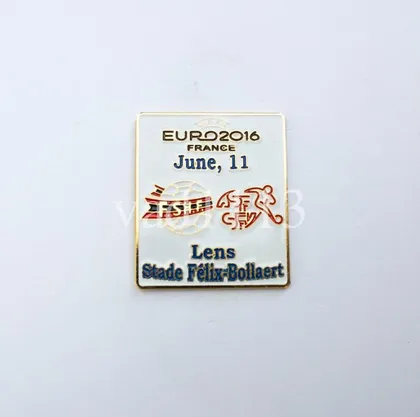 EURO2016
FRANCE
June, 11
FSHF
Lens
Stade Félix-Bollaert